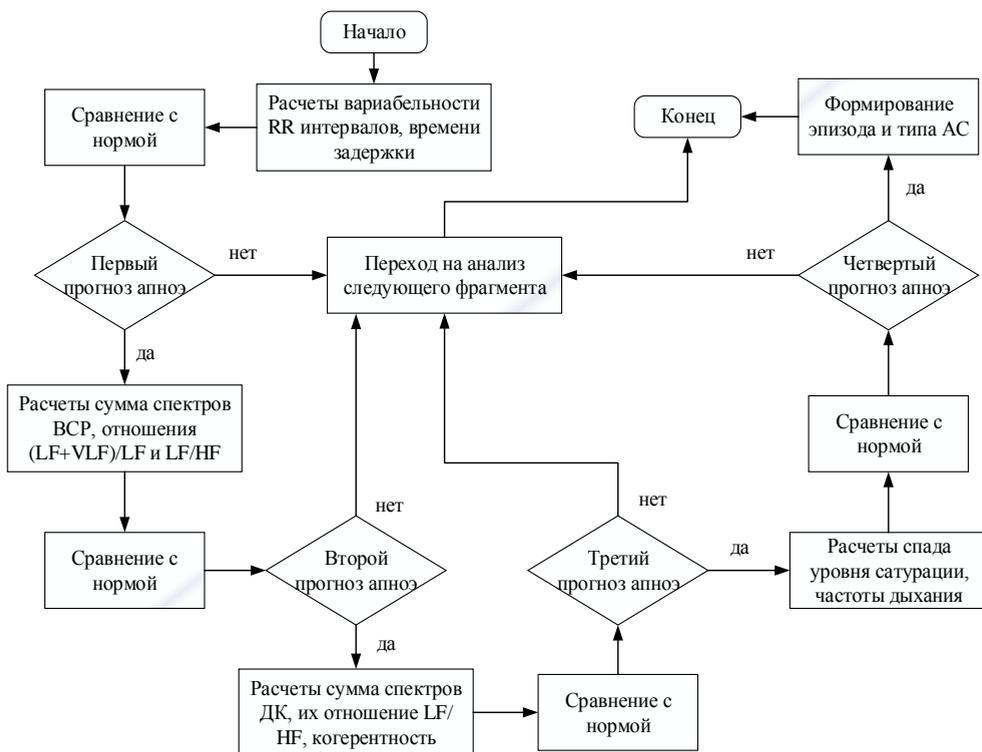 Начало
Расчеты вариабельности
RR интервалов, времени
задержки
Сравнение с
нормой
Первый
прогноз апноэ
нет
да
Расчеты сумма спектров
ВСР, отношения
(LF+VLF)/LF и LF/HF
Сравнение с
нормой
Второй
прогноз апноэ
нет
да
Расчеты сумма спектров
ДК, их отношение LF/
HF, когерентность
Сравнение с
нормой
Третий
прогноз апноэ
нет
да
Расчеты спада
уровня сатурации,
частоты дыхания
Сравнение с
нормой
Четвертый
прогноз апноэ
нет
да
Формирование
эпизода и типа АС
Переход на анализ
следующего фрагмента
Конец